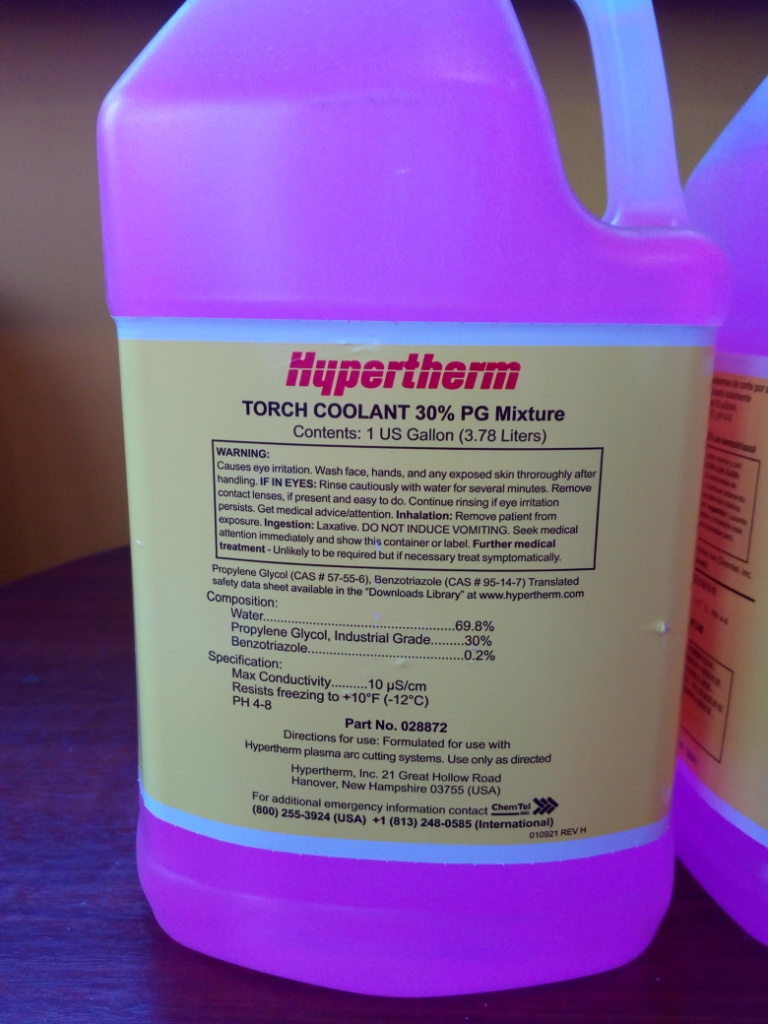 Hypertherm
TORCH COOLANT 30% PG Mixture
Contents: 1 US Gallon (3.78 Liters)
WARNING:
Causes eye irritation. Wash face, hands, and any exposed skin throroughly after
handling. IF IN EYES: Rinse cautiously with water for several minutes. Remove
contact lenses, if present and easy to do. Continue rinsing if eye irritation
persists. Get medical advice/attention. Inhalation: Remove patient from
exposure. Ingestion: Laxative. DO NOT INDUCE VOMITING. Seek medical
attention immediately and show this container or label. Further medical
treatment - Unlikely to be required but if necessary treat symptomatically.
Propylene Glycol (CAS # 57-55-6), Benzotriazole (CAS # 95-14-7) Translated
safety data sheet available in the "Downloads Library" at www.hypertherm.com
Composition:
Water................................................69.8%
Propylene Glycol, Industrial Grade.........30%
Benzotriazole.......................................0.2%
Specification:
Max Conductivity..........10 µS/cm
Resists freezing to +10°F (-12°C)
PH 4-8
Part No. 028872
Directions for use: Formulated for use with
Hypertherm plasma arc cutting systems. Use only as directed
Hypertherm, Inc. 21 Great Hollow Road
Hanover, New Hampshire 03755 (USA)
For additional emergency information contact ChemTel INC
(800) 255-3924 (USA) +1 (813) 248-0585 (International)
010921 REV H